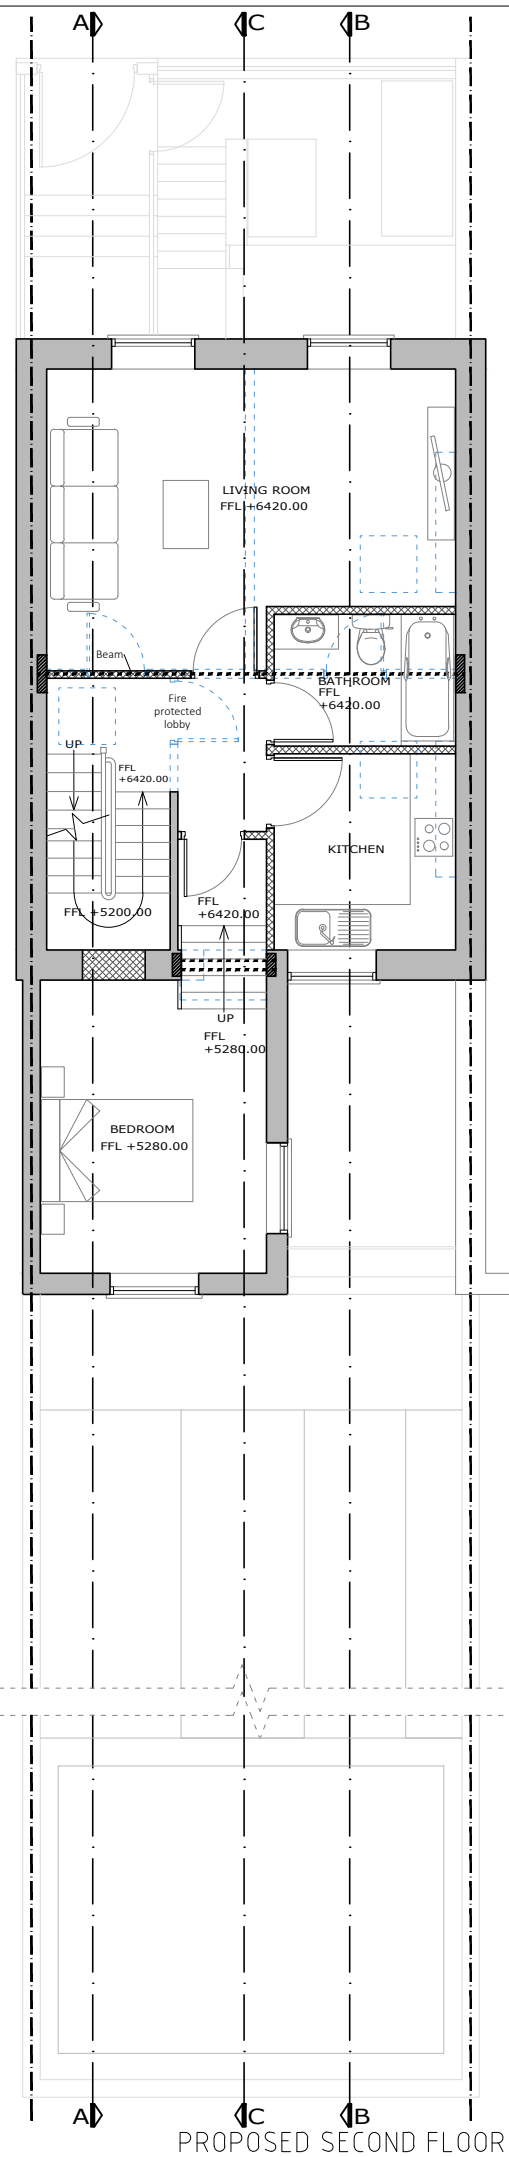 A C B
LIVING ROOM
FFL +6420.00
Beam
BATHROOM
FFL
+6420.00
Fire
protected
lobby
UP
FFL
+6420.00
KITCHEN
FFL +5200.00
FFL
+6420.00
UP
FFL
+5280.00
BEDROOM
FFL +5280.00
A C B
PROPOSED SECOND FLOOR